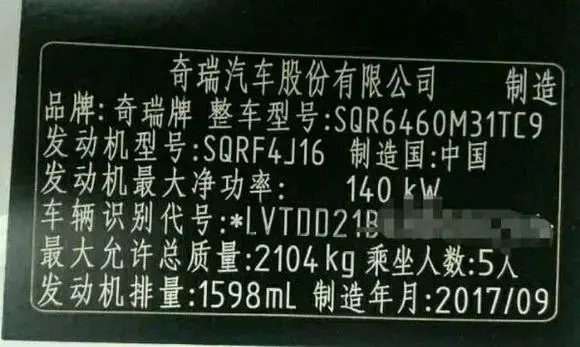 奇瑞汽车股份有限公司 制造
品牌:奇瑞牌 整车型号:SQR6460M31TC9
发动机型号:SQRF4J16 制造国:中国
发动机最大净功率: 140 kW
车辆识别代号:*LVTDD21B
最大允许总质量:2104kg 乘坐人数:5人
发动机排量:1598mL 制造年月:2017/09